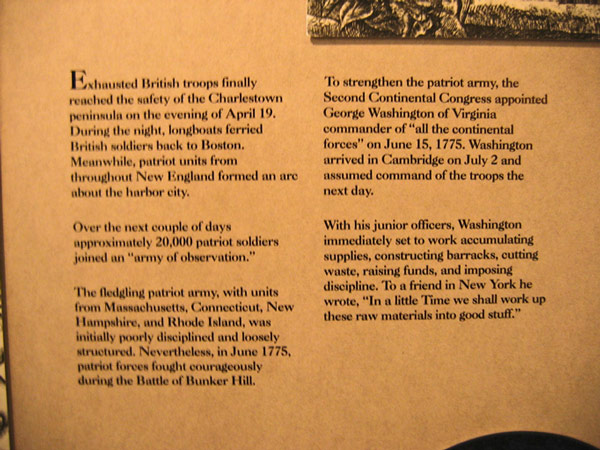 Exhausted British troops finally
reached the safety of the Charlestown
peninsula on the evening of April 19.
During the night, longboats ferried
British soldiers back to Boston.
Meanwhile, patriot units from
throughout New England formed an arc
about the harbor city.
Over the next couple of days
approximately 20,000 patriot soldiers
joined an “army of observation.”
The fledgling patriot army, with units
from Massachusetts, Connecticut, New
Hampshire, and Rhode Island, was
initially poorly disciplined and loosely
structured. Nevertheless, in June 1775,
patriot forces fought courageously
during the Battle of Bunker Hill.
To strengthen the patriot army, the
Second Continental Congress appointed
George Washington of Virginia
commander of “all the continental
forces” on June 15, 1775. Washington
arrived in Cambridge on July 2 and
assumed command of the troops the
next day.
With his junior officers, Washington
immediately set to work accumulating
supplies, constructing barracks, cutting
waste, raising funds, and imposing
discipline. To a friend in New York he
wrote, “In a little Time we shall work up
these raw materials into good stuff.”